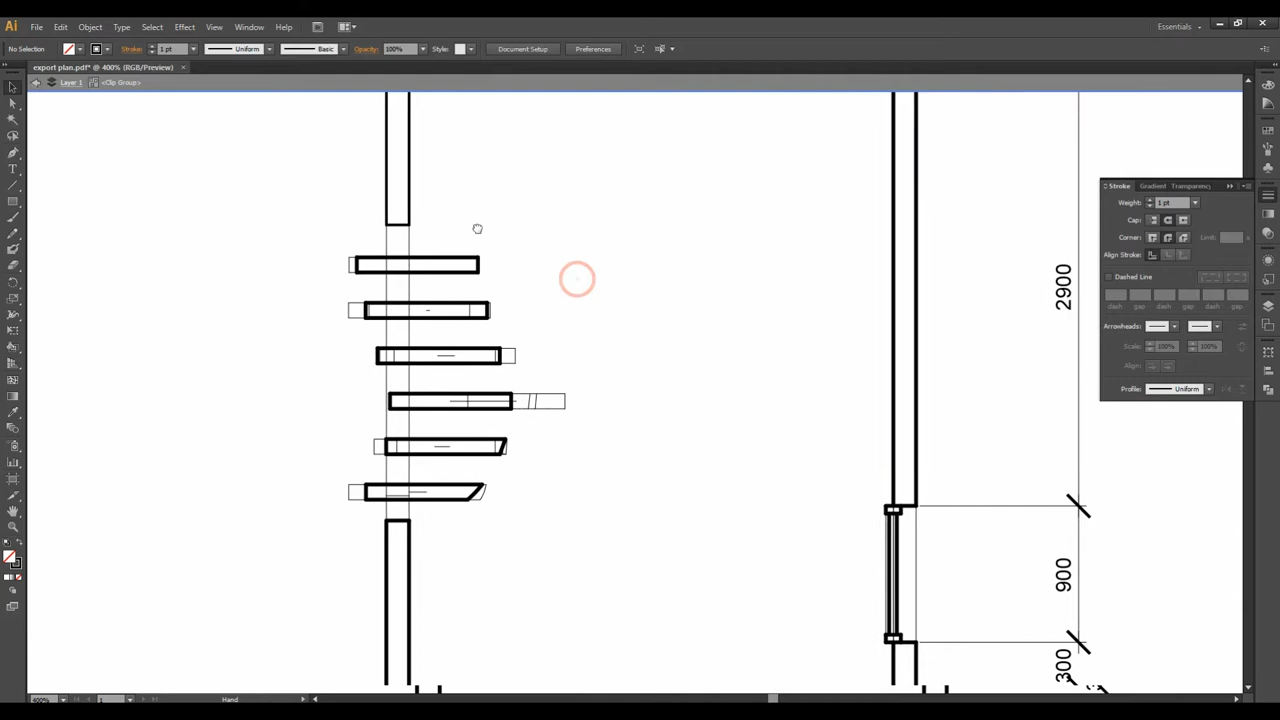 Ai File Edit Object Type Select Effect View Window Help Essentials
No Selection Stroke: 1 pt Uniform Basic Opacity: 100% Style: Document Setup Preferences
export plan.pdf* @ 400% (RGB/Preview) ×
Layer 1 <Clip Group>
Stroke Gradient Transparency
Weight: 1 pt
Cap:
Corner: Limit: x
Align Stroke:
Dashed Line
dash gap dash gap dash gap
Arrowheads:
Scale: 100% 100%
Align:
Profile: Uniform
2900
900
300
400% 1 Hand